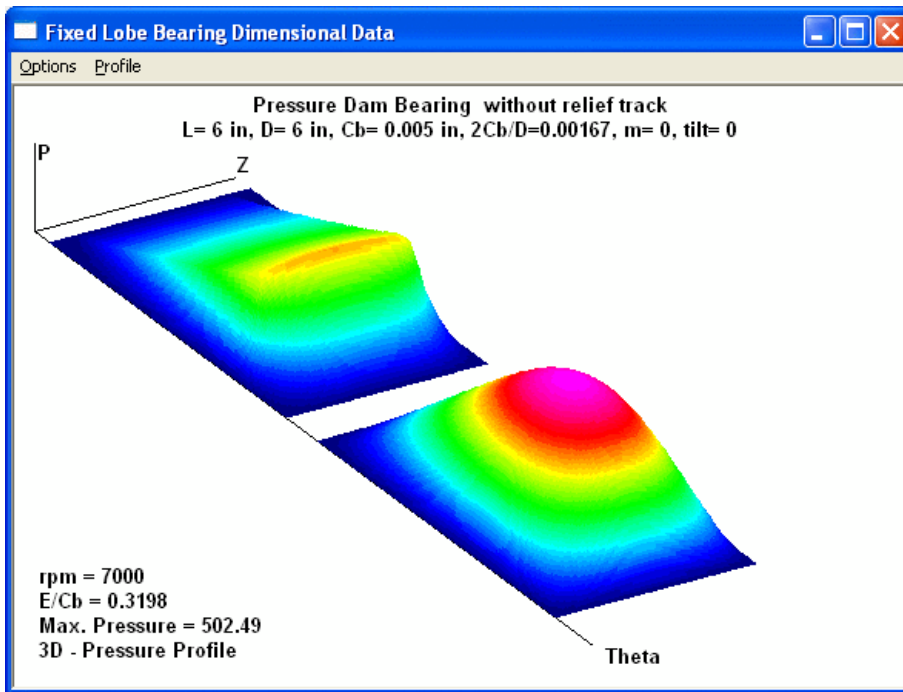 Fixed Lobe Bearing Dimensional Data
Options Profile
Pressure Dam Bearing without relief track
L= 6 in, D= 6 in, Cb= 0.005 in, 2Cb/D=0.00167, m= 0, tilt= 0
P
Z
rpm = 7000
E/Cb = 0.3198
Max. Pressure = 502.49
3D - Pressure Profile
Theta